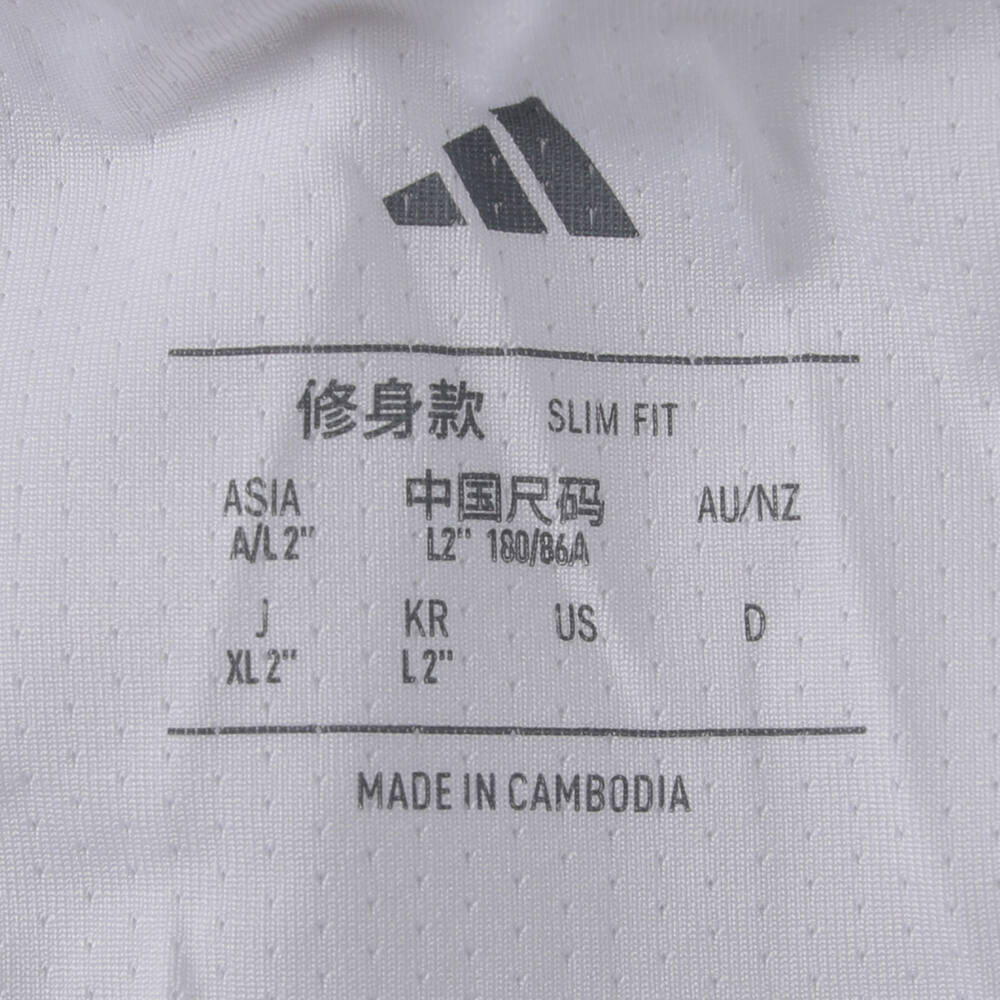 修身款 SLIM FIT
ASIA 中国尺码 AU/NZ
A/L 2" L2" 180/86A
J KR US D
XL 2" L 2"
MADE IN CAMBODIA